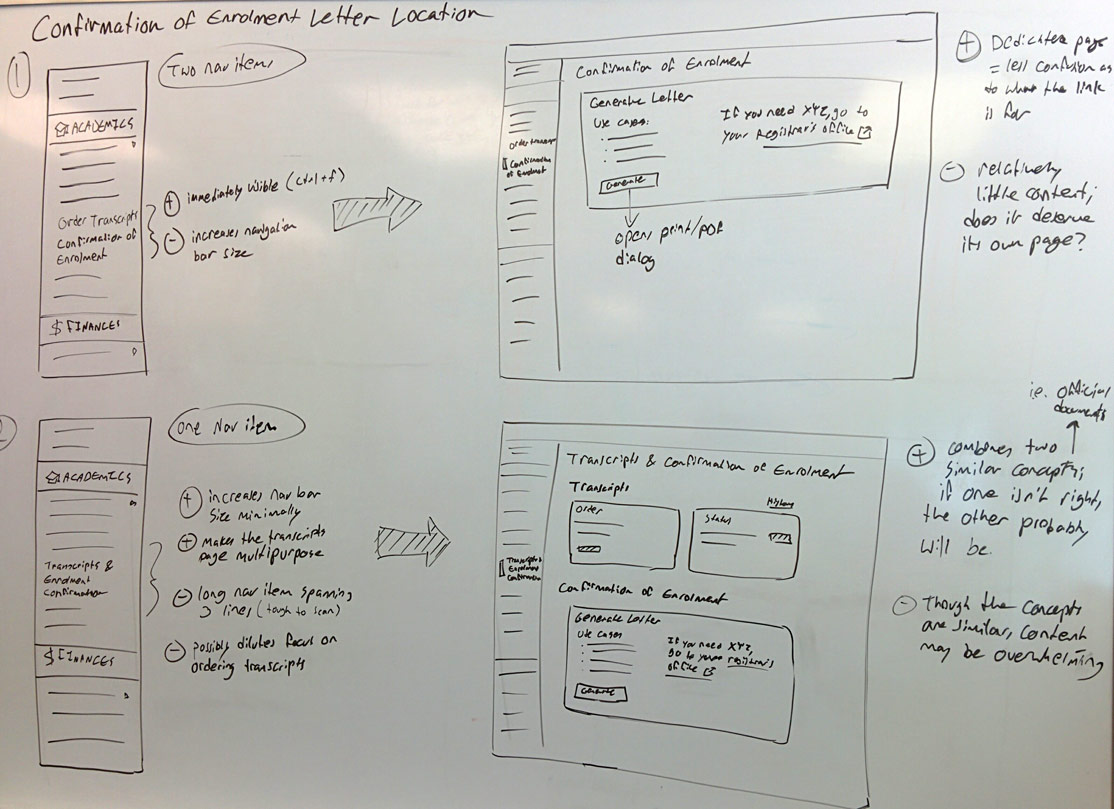 Confirmation of Enrolment Letter Location
1
Two nav items
ACADEMICS
Order Transcripts
Confirmation of
Enrolment
$ FINANCES
+ immediately visible (ctrl+f)
- increases navigation
bar size
Confirmation of Enrolment
Generate Letter
Use cases:
If you need XYZ, go to
your Registrar's office
Generate
opens print/PDF
dialog
Confirmation
of Enrolment
+ Dedicated page
= less confusion as
to what the link
is for
- relatively
little content;
does it deserve
its own page?
2
One Nav item
ACADEMICS
Transcripts &
Enrolment
Confirmation
$ FINANCES
+ increases nav bar
size minimally
+ makes the transcripts
page multipurpose
- long nav item spanning
3 lines (tough to scan)
- possibly dilutes focus on
ordering transcripts
Transcripts & Confirmation of Enrolment
Transcripts
Order
Status
Transcripts &
Enrolment
Confirmation
Confirmation of Enrolment
Generate Letter
Use cases
If you need XYZ,
go to your registrar's
office
Generate
i.e. official
documents
+ combines two
similar concepts;
if one isn't right,
the other probably
will be.
- Though the concepts
are similar, content
may be overwhelming